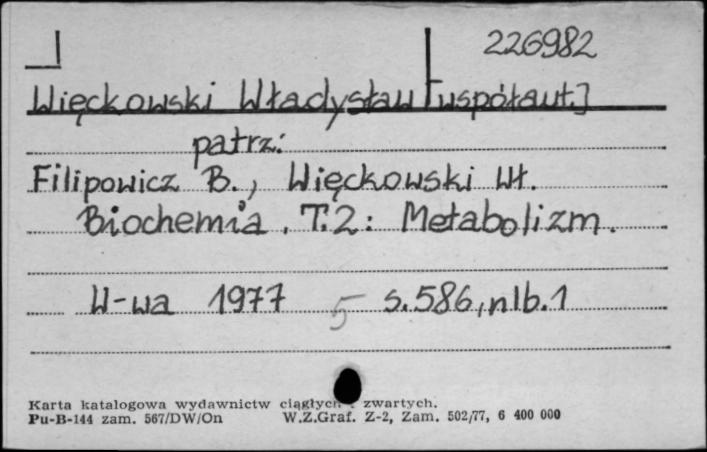 226982
Więckowski Władysław [współaut.]
patrz:
Filipowicz B., Więckowski Wł.
Biochemia. T.2: Metabolizm.
W-wa 1977 5 s.586, nlb.1
Karta katalogowa wydawnictw ciągłych i zwartych.
Pu-B-144 zam. 567/DW/On W.Z.Graf. Z-2, Zam. 502/77, 6 400 000